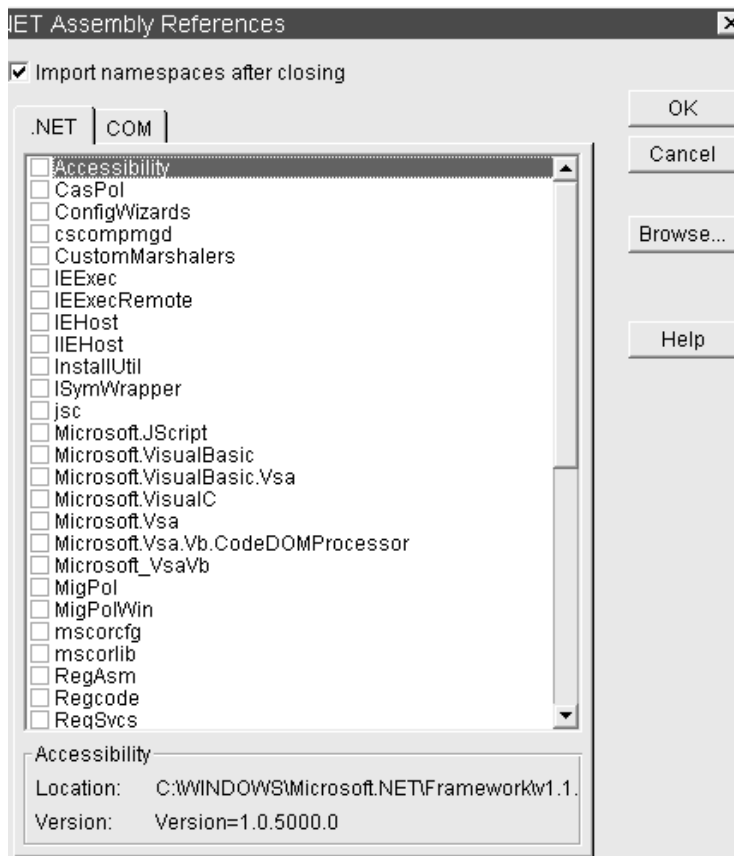 .NET Assembly References
Import namespaces after closing
.NET COM
OK
Cancel
Browse...
Help
Accessibility
CasPol
ConfigWizards
cscompmgd
CustomMarshalers
IEExec
IEExecRemote
IEHost
IIEHost
InstallUtil
ISymWrapper
jsc
Microsoft.JScript
Microsoft.VisualBasic
Microsoft.VisualBasic.Vsa
Microsoft.VisualC
Microsoft.Vsa
Microsoft.Vsa.Vb.CodeDOMProcessor
Microsoft_VsaVb
MigPol
MigPolWin
mscorcfg
mscorlib
RegAsm
Regcode
RegSvcs
Accessibility
Location: C:\WINDOWS\Microsoft.NET\Framework\v1.1.
Version: Version=1.0.5000.0